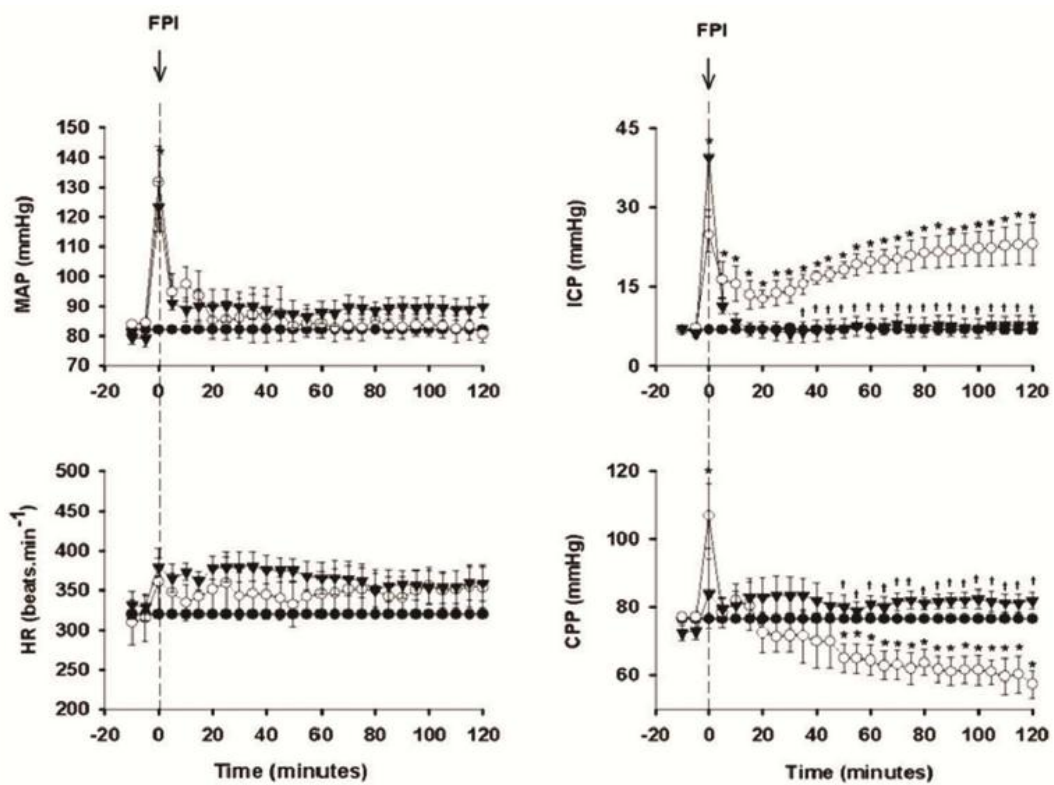 FPI
MAP (mmHg)
150
140
130
120
110
100
90
80
70
-20 0 20 40 60 80 100 120
*
FPI
ICP (mmHg)
45
30
15
0
-20 0 20 40 60 80 100 120
* * * * * * * * * * * * * * * * * * * * * * * * *
† † † † † † † † † † † † † † † † † †
HR (beats.min⁻¹)
500
450
400
350
300
250
200
-20 0 20 40 60 80 100 120
Time (minutes)
CPP (mmHg)
120
100
80
60
-20 0 20 40 60 80 100 120
*
† † † † † † † † † † † † † †
* * * * * * * * * * * * * * *
Time (minutes)